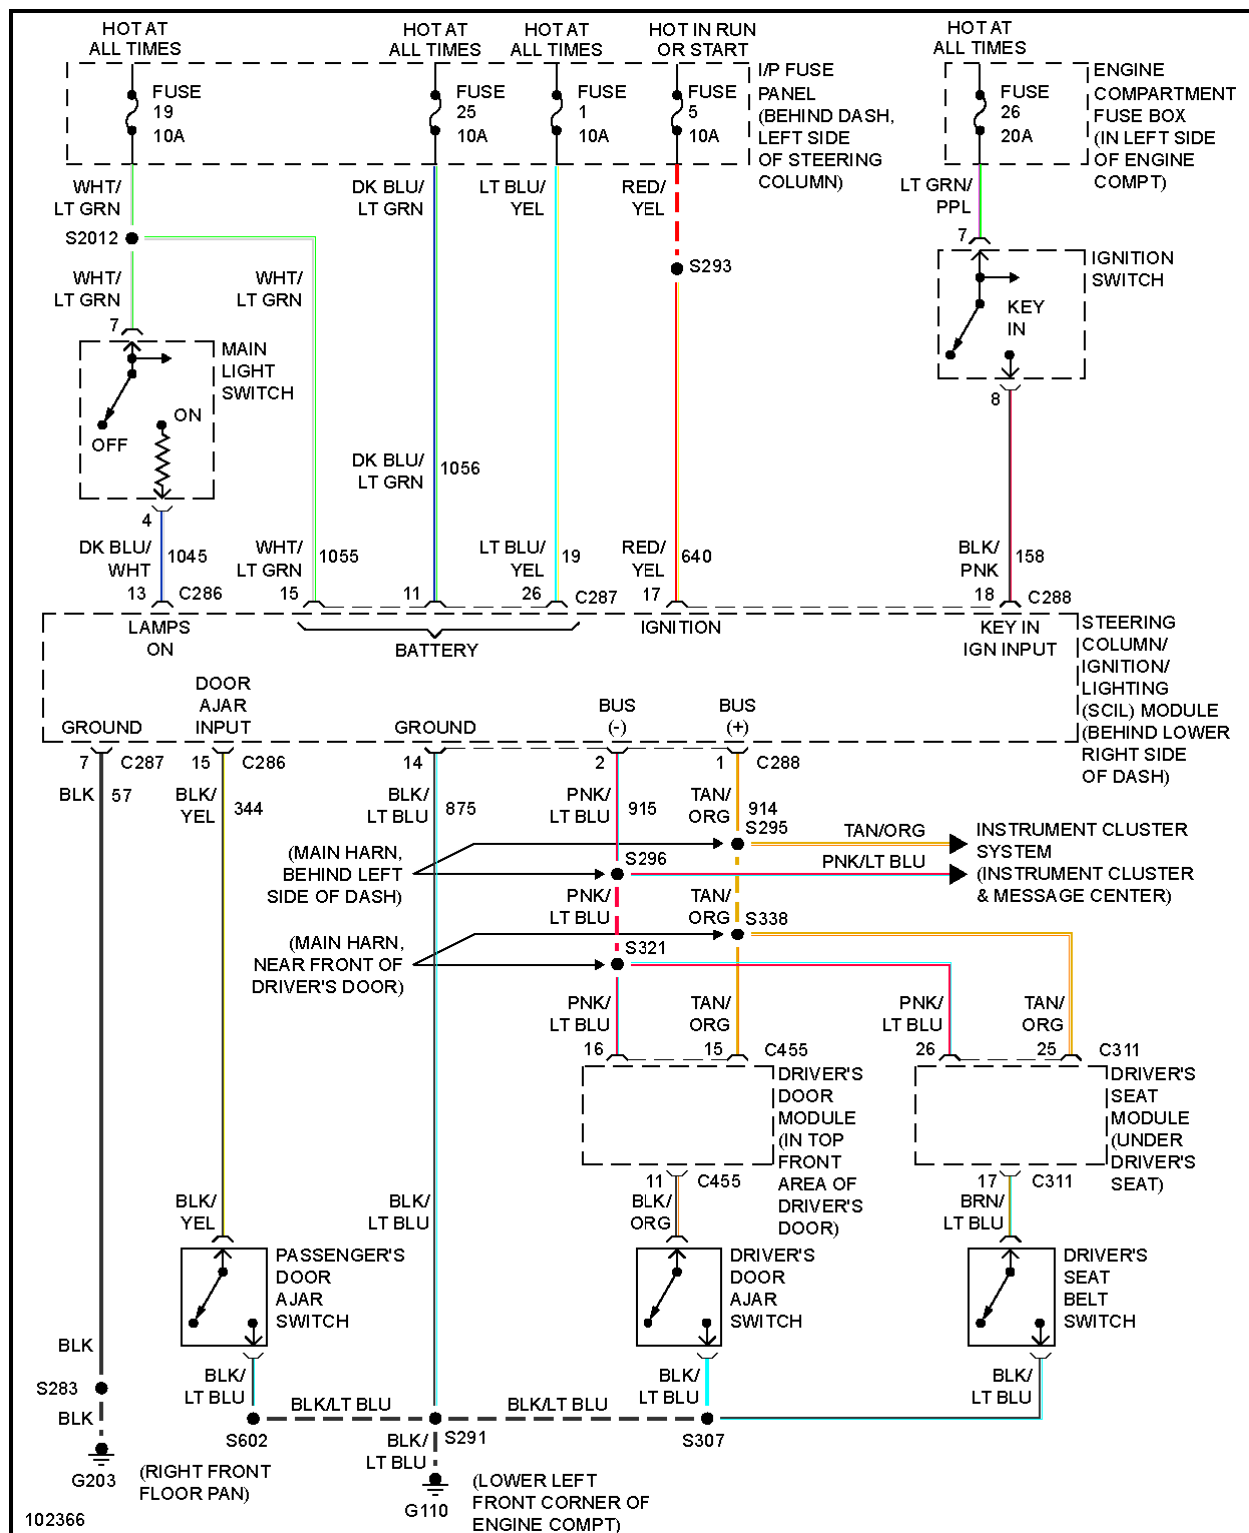 HOT AT
ALL TIMES
HOT AT
ALL TIMES
HOT AT
ALL TIMES
HOT IN RUN
OR START
HOT AT
ALL TIMES
FUSE
19
10A
FUSE
25
10A
FUSE
1
10A
FUSE
5
10A
I/P FUSE
PANEL
(BEHIND DASH,
LEFT SIDE
OF STEERING
COLUMN)
FUSE
26
20A
ENGINE
COMPARTMENT
FUSE BOX
(IN LEFT SIDE
OF ENGINE
COMPT)
WHT/
LT GRN
DK BLU/
LT GRN
LT BLU/
YEL
RED/
YEL
LT GRN/
PPL
S2012
7
S293
WHT/
LT GRN
WHT/
LT GRN
IGNITION
SWITCH
KEY
IN
7
MAIN
LIGHT
SWITCH
8
ON
OFF
DK BLU/
LT GRN
1056
4
DK BLU/
WHT
1045
WHT/
LT GRN
1055
LT BLU/
YEL
19
RED/
YEL
640
BLK/
PNK
158
13
C286
15
11
26
C287
17
18
C288
LAMPS
ON
BATTERY
IGNITION
KEY IN
IGN INPUT
STEERING
COLUMN/
IGNITION/
LIGHTING
(SCIL) MODULE
(BEHIND LOWER
RIGHT SIDE
OF DASH)
GROUND
DOOR
AJAR
INPUT
GROUND
BUS
(-)
BUS
(+)
7
C287
15
C286
14
2
1
C288
BLK
57
BLK/
YEL
344
BLK/
LT BLU
875
PNK/
LT BLU
915
TAN/
ORG
914
S295
TAN/ORG
INSTRUMENT CLUSTER
SYSTEM
(INSTRUMENT CLUSTER
& MESSAGE CENTER)
(MAIN HARN,
BEHIND LEFT
SIDE OF DASH)
S296
PNK/LT BLU
PNK/
LT BLU
TAN/
ORG
S338
(MAIN HARN,
NEAR FRONT OF
DRIVER'S DOOR)
S321
PNK/
LT BLU
TAN/
ORG
PNK/
LT BLU
TAN/
ORG
16
15
C455
26
25
C311
DRIVER'S
DOOR
MODULE
(IN TOP
FRONT
AREA OF
DRIVER'S
DOOR)
DRIVER'S
SEAT
MODULE
(UNDER
DRIVER'S
SEAT)
11
C455
17
C311
BLK/
YEL
BLK/
LT BLU
BLK/
ORG
BRN/
LT BLU
PASSENGER'S
DOOR
AJAR
SWITCH
DRIVER'S
DOOR
AJAR
SWITCH
DRIVER'S
SEAT
BELT
SWITCH
BLK
S283
BLK
BLK/
LT BLU
BLK/LT BLU
BLK/LT BLU
BLK/
LT BLU
BLK/
LT BLU
S602
S291
S307
BLK/
LT BLU
G203
(RIGHT FRONT
FLOOR PAN)
G110
(LOWER LEFT
FRONT CORNER OF
ENGINE COMPT)
102366